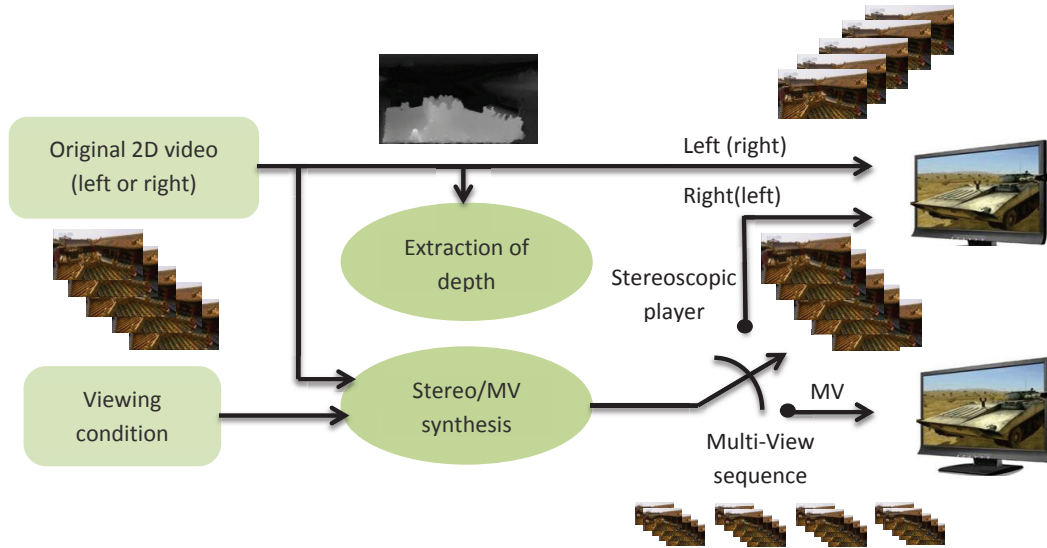 Original 2D video
(left or right)
Left (right)
Right(left)
Extraction of
depth
Stereoscopic
player
Viewing
condition
Stereo/MV
synthesis
MV
Multi-View
sequence